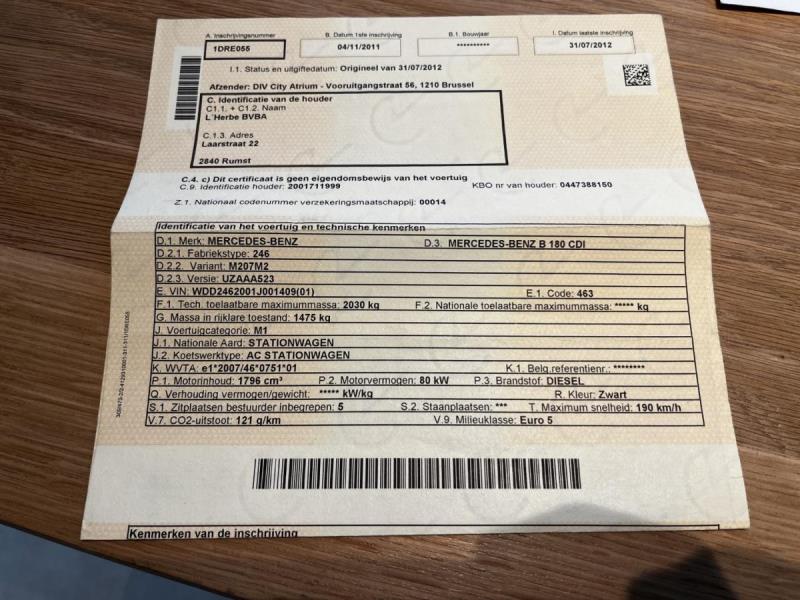 A. Inschrijvingsnummer B. Datum 1ste inschrijving B.1. Bouwjaar I. Datum laatste inschrijving
1DRE055 04/11/2011 ********** 31/07/2012
I.1. Status en uitgiftedatum: Origineel van 31/07/2012
Afzender: DIV City Atrium - Vooruitgangstraat 56, 1210 Brussel
C. Identificatie van de houder
C1.1. + C1.2. Naam
L'Herbe BVBA
C.1.3. Adres
Laarstraat 22
2840 Rumst
C.4. c) Dit certificaat is geen eigendomsbewijs van het voertuig
C.9. Identificatie houder: 2001711999 KBO nr van houder: 0447388150
Z.1. Nationaal codenummer verzekeringsmaatschappij: 00014
Identificatie van het voertuig en technische kenmerken
D.1. Merk: MERCEDES-BENZ D.3. MERCEDES-BENZ B 180 CDI
D.2.1. Fabriekstype: 246
D.2.2. Variant: M207M2
D.2.3. Versie: UZAAA523
E. VIN: WDD2462001J001409(01) E.1. Code: 463
F.1. Tech. toelaatbare maximummassa: 2030 kg F.2. Nationale toelaatbare maximummassa: ***** kg
G. Massa in rijklare toestand: 1475 kg
J. Voertuigcategorie: M1
J.1. Nationale Aard: STATIONWAGEN
J.2. Koetswerktype: AC STATIONWAGEN
K. WVTA: e1*2007/46*0751*01 K.1. Belg.referentienr.: ********
P.1. Motorinhoud: 1796 cm³ P.2. Motorvermogen: 80 kW P.3. Brandstof: DIESEL
Q. Verhouding vermogen/gewicht: ***** kW/kg R. Kleur: Zwart
S.1. Zitplaatsen bestuurder inbegrepen: 5 S.2. Staanplaatsen: *** T. Maximum snelheid: 190 km/h
V.7. CO2-uitstoot: 121 g/km V.9. Milieuklasse: Euro 5
Kenmerken van de inschrijving